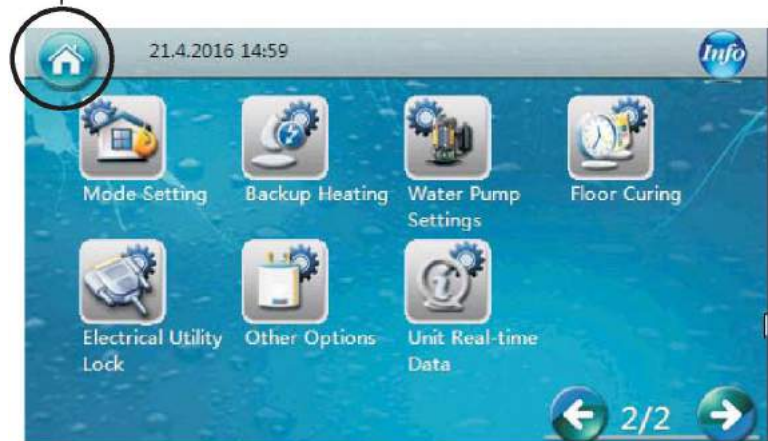 21.4.2016 14:59
Info
Mode Setting
Backup Heating
Water Pump
Settings
Floor Curing
Electrical Utility
Lock
Other Options
Unit Real-time
Data
2/2